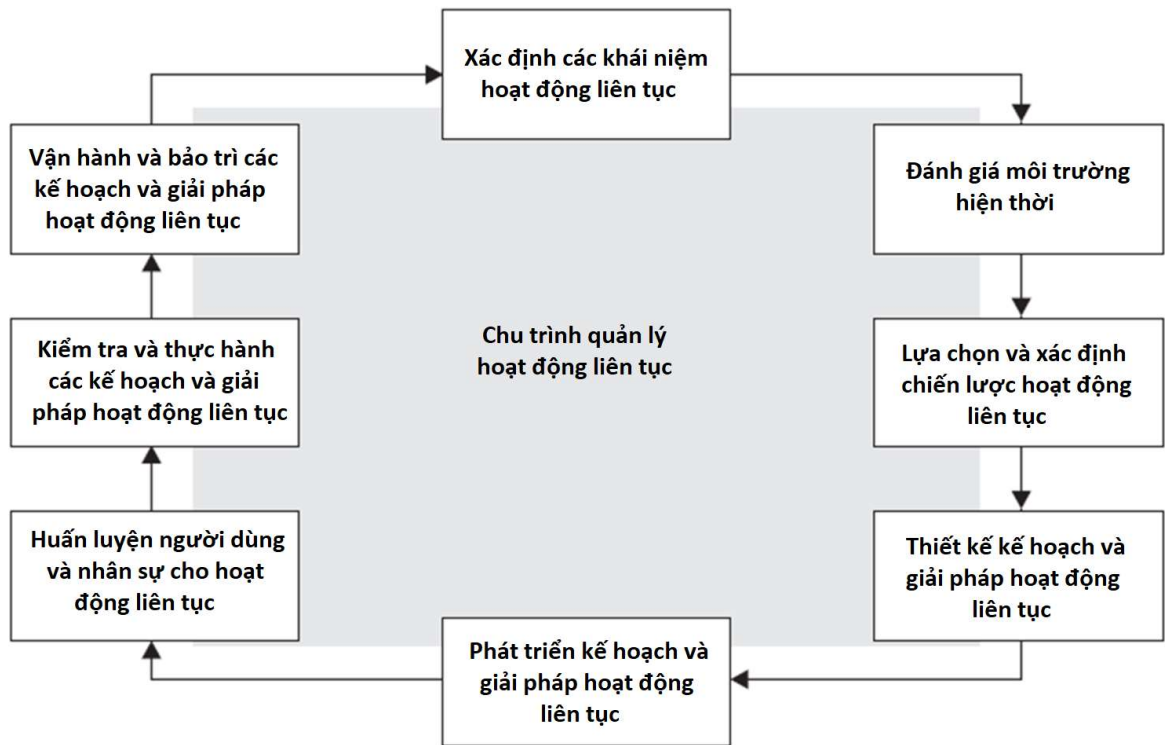 Xác định các khái niệm
hoạt động liên tục
Đánh giá môi trường
hiện thời
Lựa chọn và xác định
chiến lược hoạt động
liên tục
Thiết kế kế hoạch và
giải pháp hoạt động
liên tục
Phát triển kế hoạch và
giải pháp hoạt động
liên tục
Huấn luyện người dùng
và nhân sự cho hoạt
động liên tục
Kiểm tra và thực hành
các kế hoạch và giải
pháp hoạt động liên tục
Vận hành và bảo trì các
kế hoạch và giải pháp
hoạt động liên tục
Chu trình quản lý
hoạt động liên tục